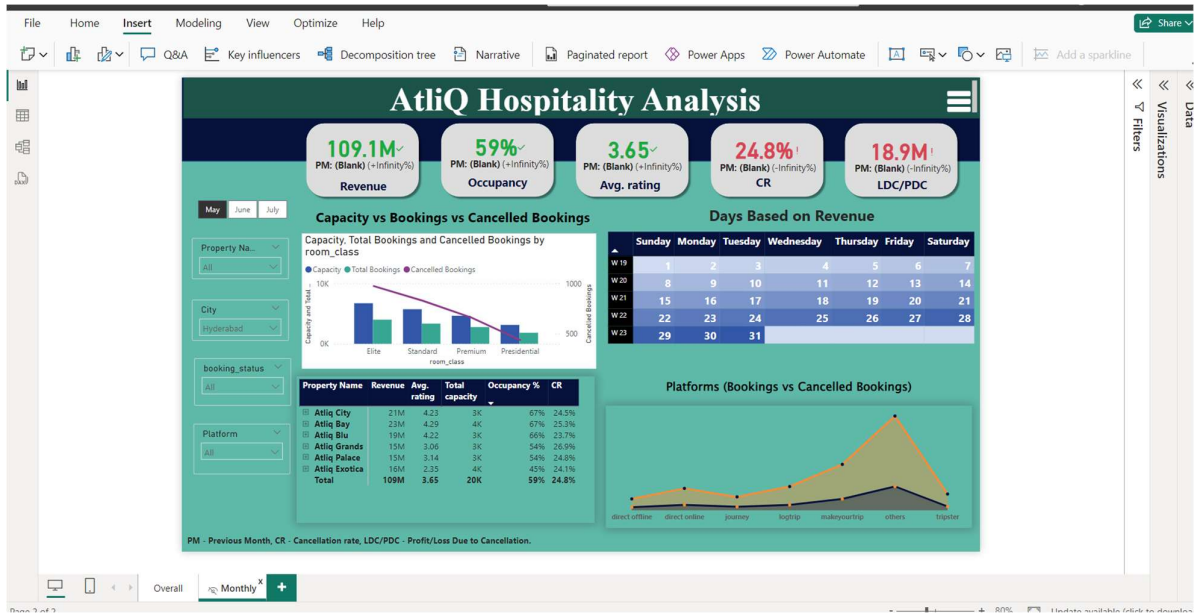 File Home Insert Modeling View Optimize Help Share
Q&A Key influencers Decomposition tree Narrative Paginated report Power Apps Power Automate Add a sparkline
AtliQ Hospitality Analysis
109.1M
PM: (Blank) (+Infinity%)
Revenue
59%
PM: (Blank) (+Infinity%)
Occupancy
3.65
PM: (Blank) (+Infinity%)
Avg. rating
24.8%!
PM: (Blank) (-Infinity%)
CR
18.9M!
PM: (Blank) (-Infinity%)
LDC/PDC
Filters
Visualizations
Data
May June July
Property Na...
All
City
Hyderabad
booking_status
All
Platform
All
Capacity vs Bookings vs Cancelled Bookings
Capacity, Total Bookings and Cancelled Bookings by
room_class
Capacity Total Bookings Cancelled Bookings
Capacity and Total ...
10K
0K
1000
500
Cancelled Bookings
Elite Standard Premium Presidential
room_class
Days Based on Revenue
Sunday Monday Tuesday Wednesday Thursday Friday Saturday
W 19 1 2 3 4 5 6 7
W 20 8 9 10 11 12 13 14
W 21 15 16 17 18 19 20 21
W 22 22 23 24 25 26 27 28
W 23 29 30 31
Property Name Revenue Avg. rating Total capacity Occupancy % CR
Atliq City 21M 4.23 3K 67% 24.5%
Atliq Bay 23M 4.29 4K 67% 25.3%
Atliq Blu 19M 4.22 3K 66% 23.7%
Atliq Grands 15M 3.06 3K 54% 26.9%
Atliq Palace 15M 3.14 3K 54% 24.8%
Atliq Exotica 16M 2.35 4K 45% 24.1%
Total 109M 3.65 20K 59% 24.8%
Platforms (Bookings vs Cancelled Bookings)
direct offline direct online journey logtrip makeyourtrip others tripster
PM - Previous Month, CR - Cancellation rate, LDC/PDC - Profit/Loss Due to Cancellation.
Overall Monthly x +
Page 2 of 2 - + 80% Update available (click to downloa